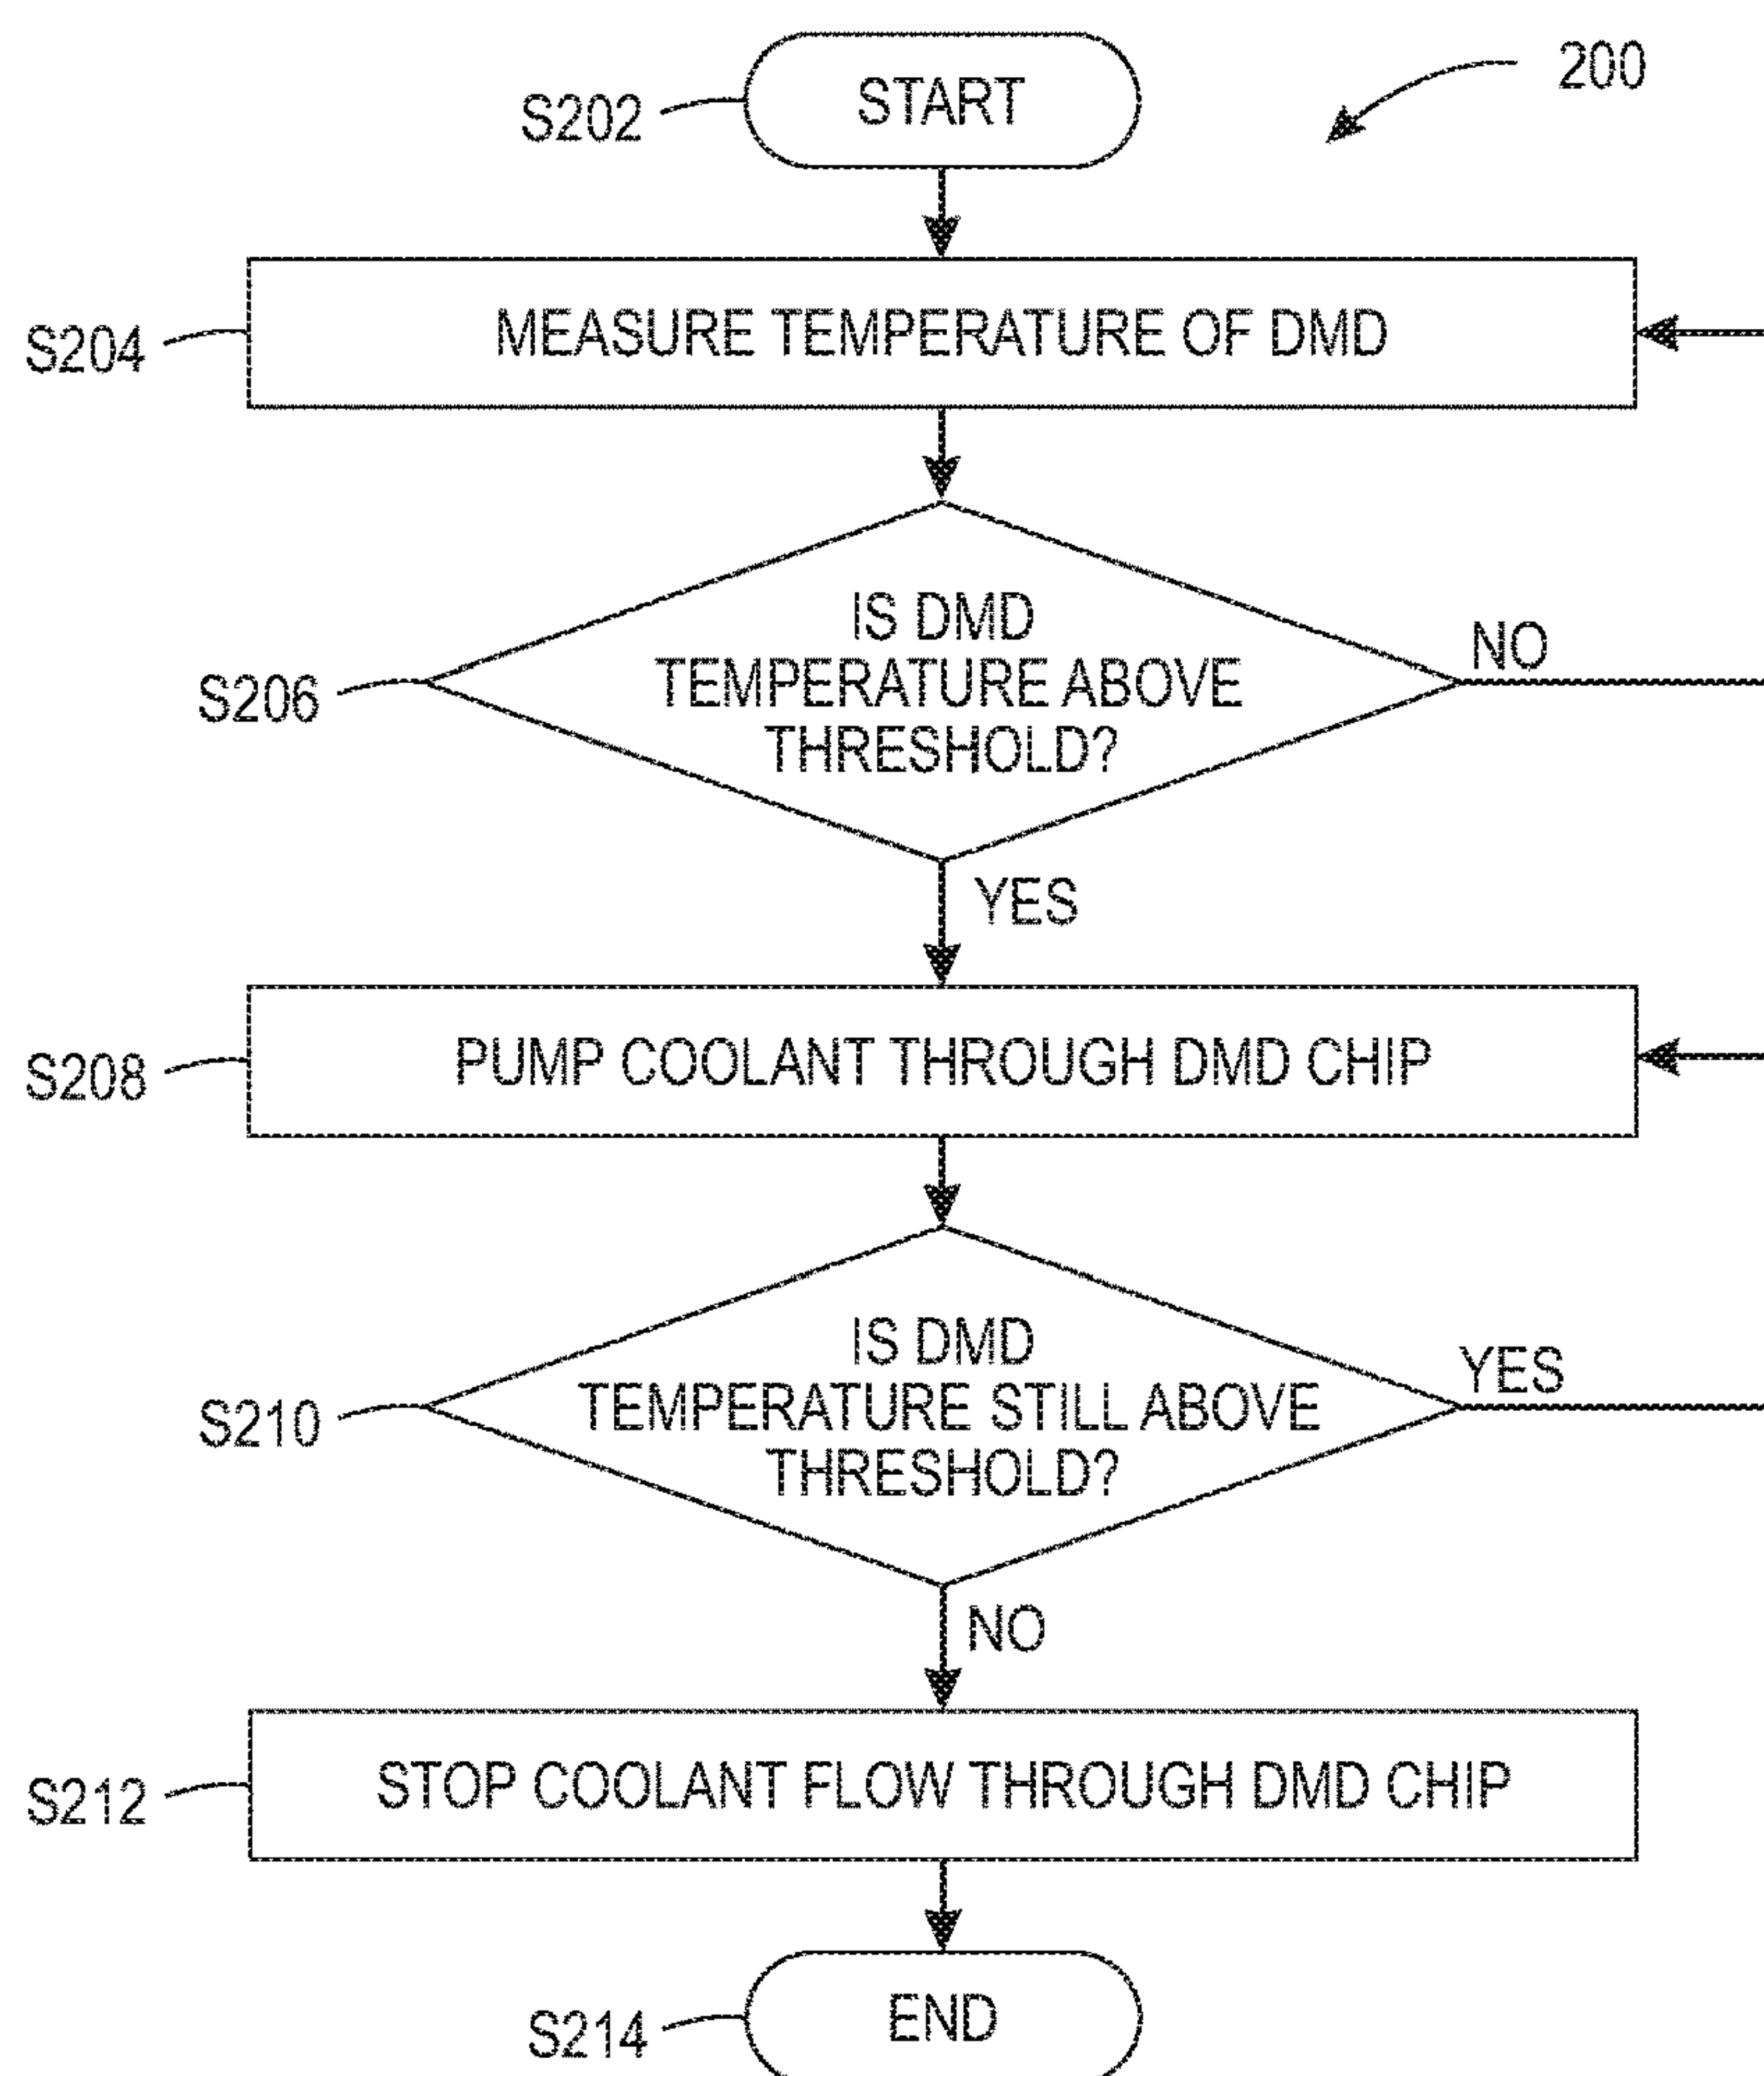 200
S202
START
S204
MEASURE TEMPERATURE OF DMD
S206
IS DMD
TEMPERATURE ABOVE
THRESHOLD?
NO
YES
S208
PUMP COOLANT THROUGH DMD CHIP
S210
IS DMD
TEMPERATURE STILL ABOVE
THRESHOLD?
YES
NO
S212
STOP COOLANT FLOW THROUGH DMD CHIP
S214
END